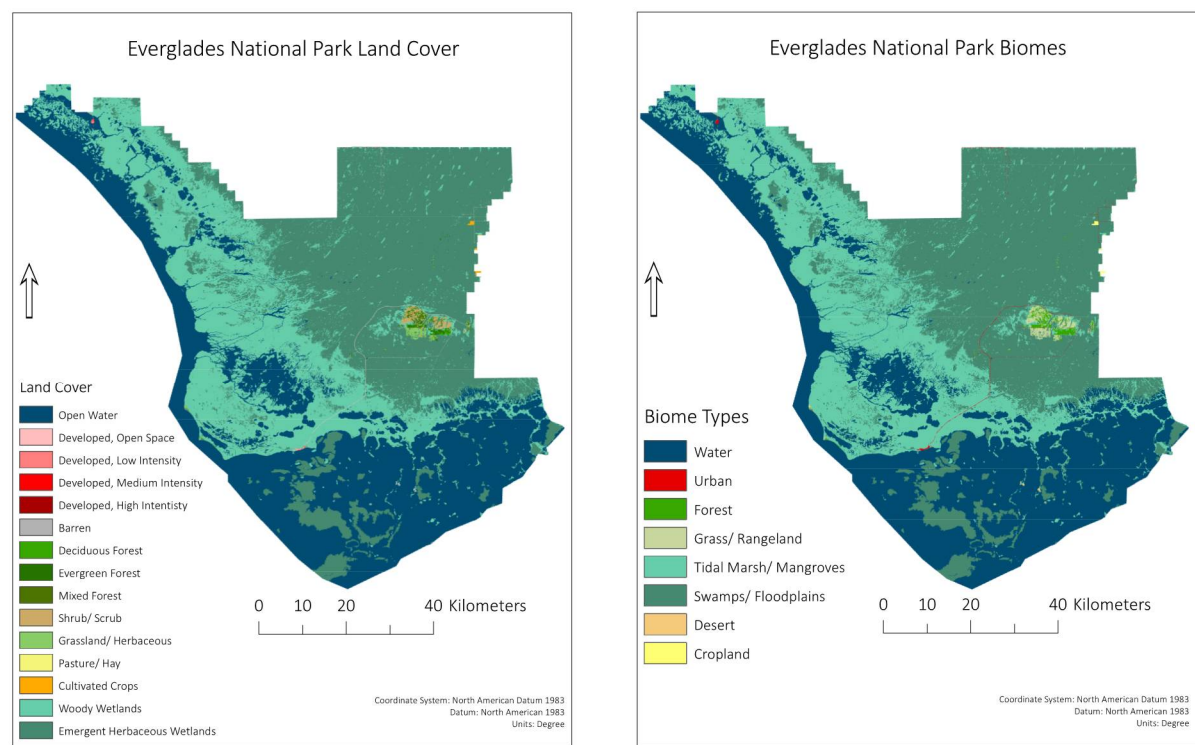 Everglades National Park Land Cover
Land Cover
Open Water
Developed, Open Space
Developed, Low Intensity
Developed, Medium Intensity
Developed, High Intentisty
Barren
Deciduous Forest
Evergreen Forest
Mixed Forest
Shrub/ Scrub
Grassland/ Herbaceous
Pasture/ Hay
Cultivated Crops
Woody Wetlands
Emergent Herbaceous Wetlands
0 10 20 40 Kilometers
Coordinate System: North American Datum 1983
Datum: North American 1983
Units: Degree
Everglades National Park Biomes
Biome Types
Water
Urban
Forest
Grass/ Rangeland
Tidal Marsh/ Mangroves
Swamps/ Floodplains
Desert
Cropland
0 10 20 40 Kilometers
Coordinate System: North American Datum 1983
Datum: North American 1983
Units: Degree